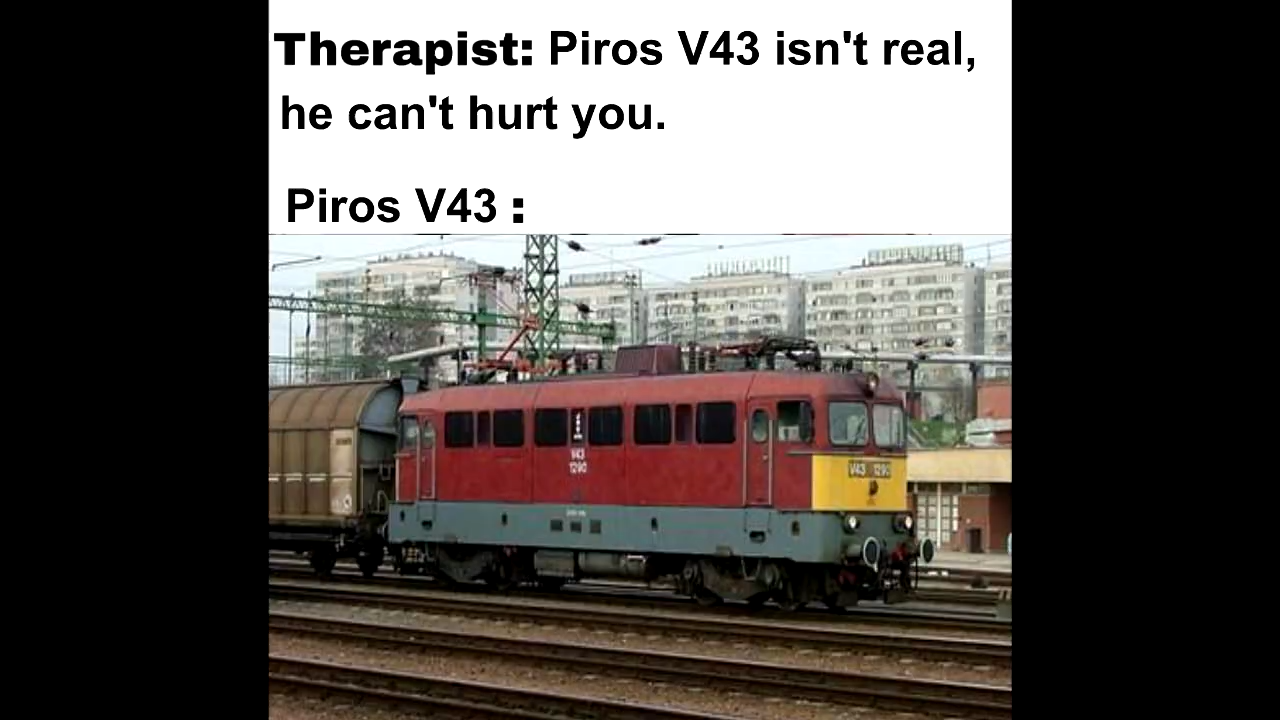 Therapist: Piros V43 isn't real,
he can't hurt you.
Piros V43 :
V43
1290
V43 1290